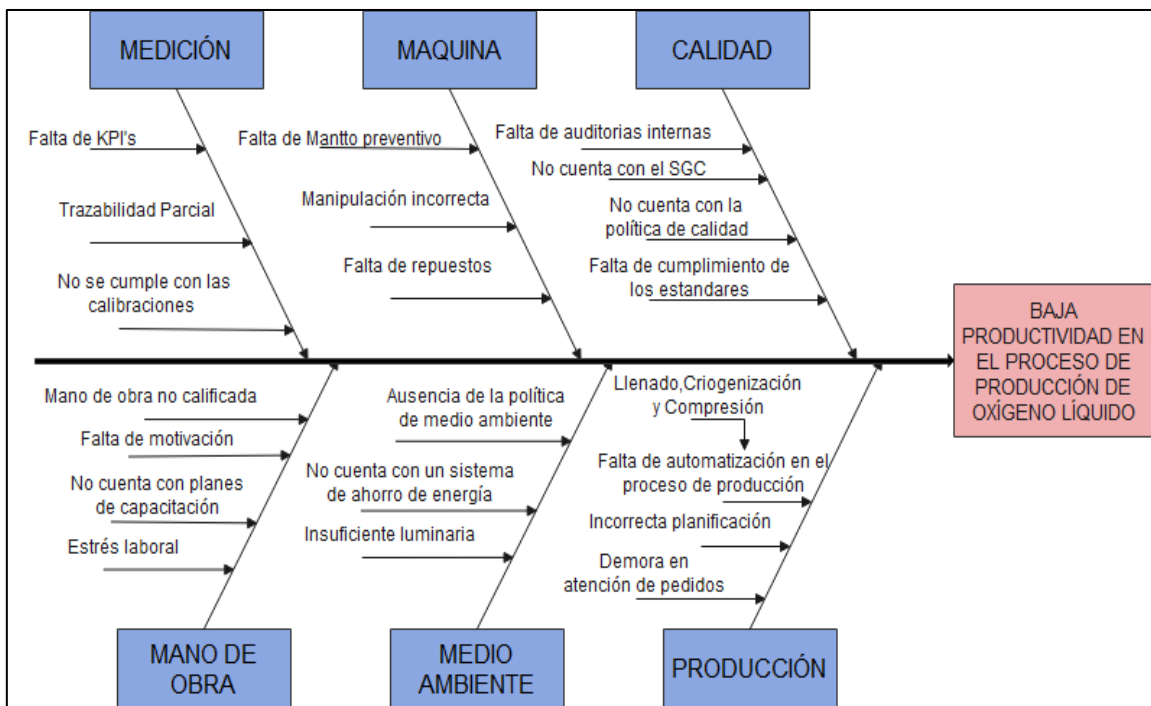 MEDICIÓN
MAQUINA
CALIDAD
Falta de KPI's
Trazabilidad Parcial
No se cumple con las
calibraciones
Falta de Mantto preventivo
Manipulación incorrecta
Falta de repuestos
Falta de auditorias internas
No cuenta con el SGC
No cuenta con la
política de calidad
Falta de cumplimiento de
los estandares
BAJA
PRODUCTIVIDAD EN
EL PROCESO DE
PRODUCCIÓN DE
OXÍGENO LÍQUIDO
Mano de obra no calificada
Falta de motivación
No cuenta con planes
de capacitación
Estrés laboral
Ausencia de la política
de medio ambiente
No cuenta con un sistema
de ahorro de energía
Insuficiente luminaria
Llenado,Criogenización
y Compresión
Falta de automatización en el
proceso de producción
Incorrecta planificación
Demora en
atención de pedidos
MANO DE
OBRA
MEDIO
AMBIENTE
PRODUCCIÓN